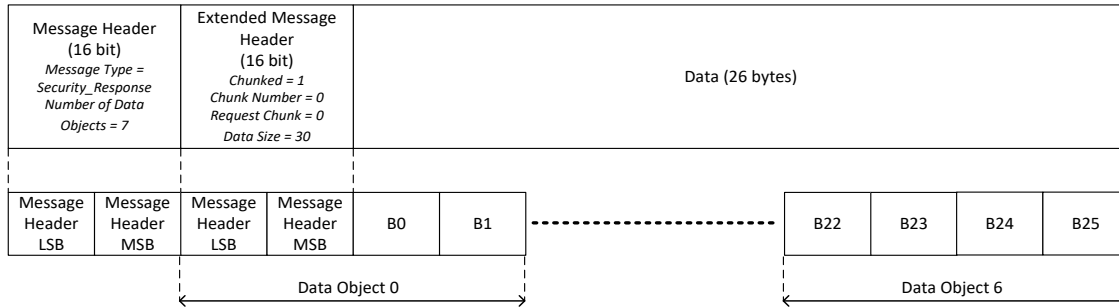 Message Header
(16 bit)
Message Type =
Security_Response
Number of Data
Objects = 7
Extended Message
Header
(16 bit)
Chunked = 1
Chunk Number = 0
Request Chunk = 0
Data Size = 30
Data (26 bytes)
Message
Header
LSB
Message
Header
MSB
Message
Header
LSB
Message
Header
MSB
B0
B1
B22
B23
B24
B25
Data Object 0
Data Object 6